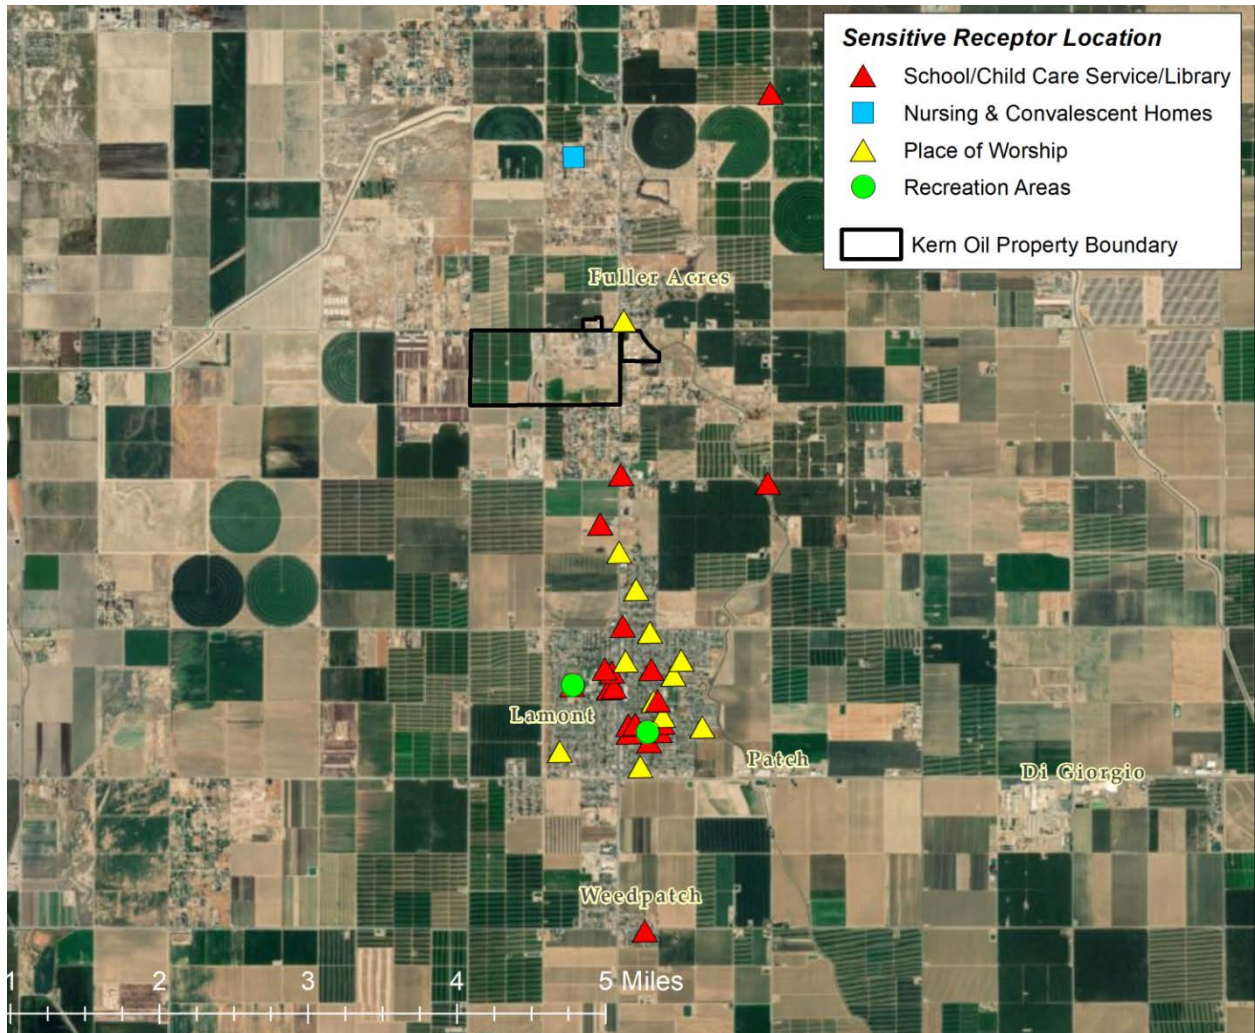 Sensitive Receptor Location
School/Child Care Service/Library
Nursing & Convalescent Homes
Place of Worship
Recreation Areas
Kern Oil Property Boundary
Fuller Acres
Lamont
Patch
Di Giorgio
Weedpatch
1 2 3 4 5 Miles